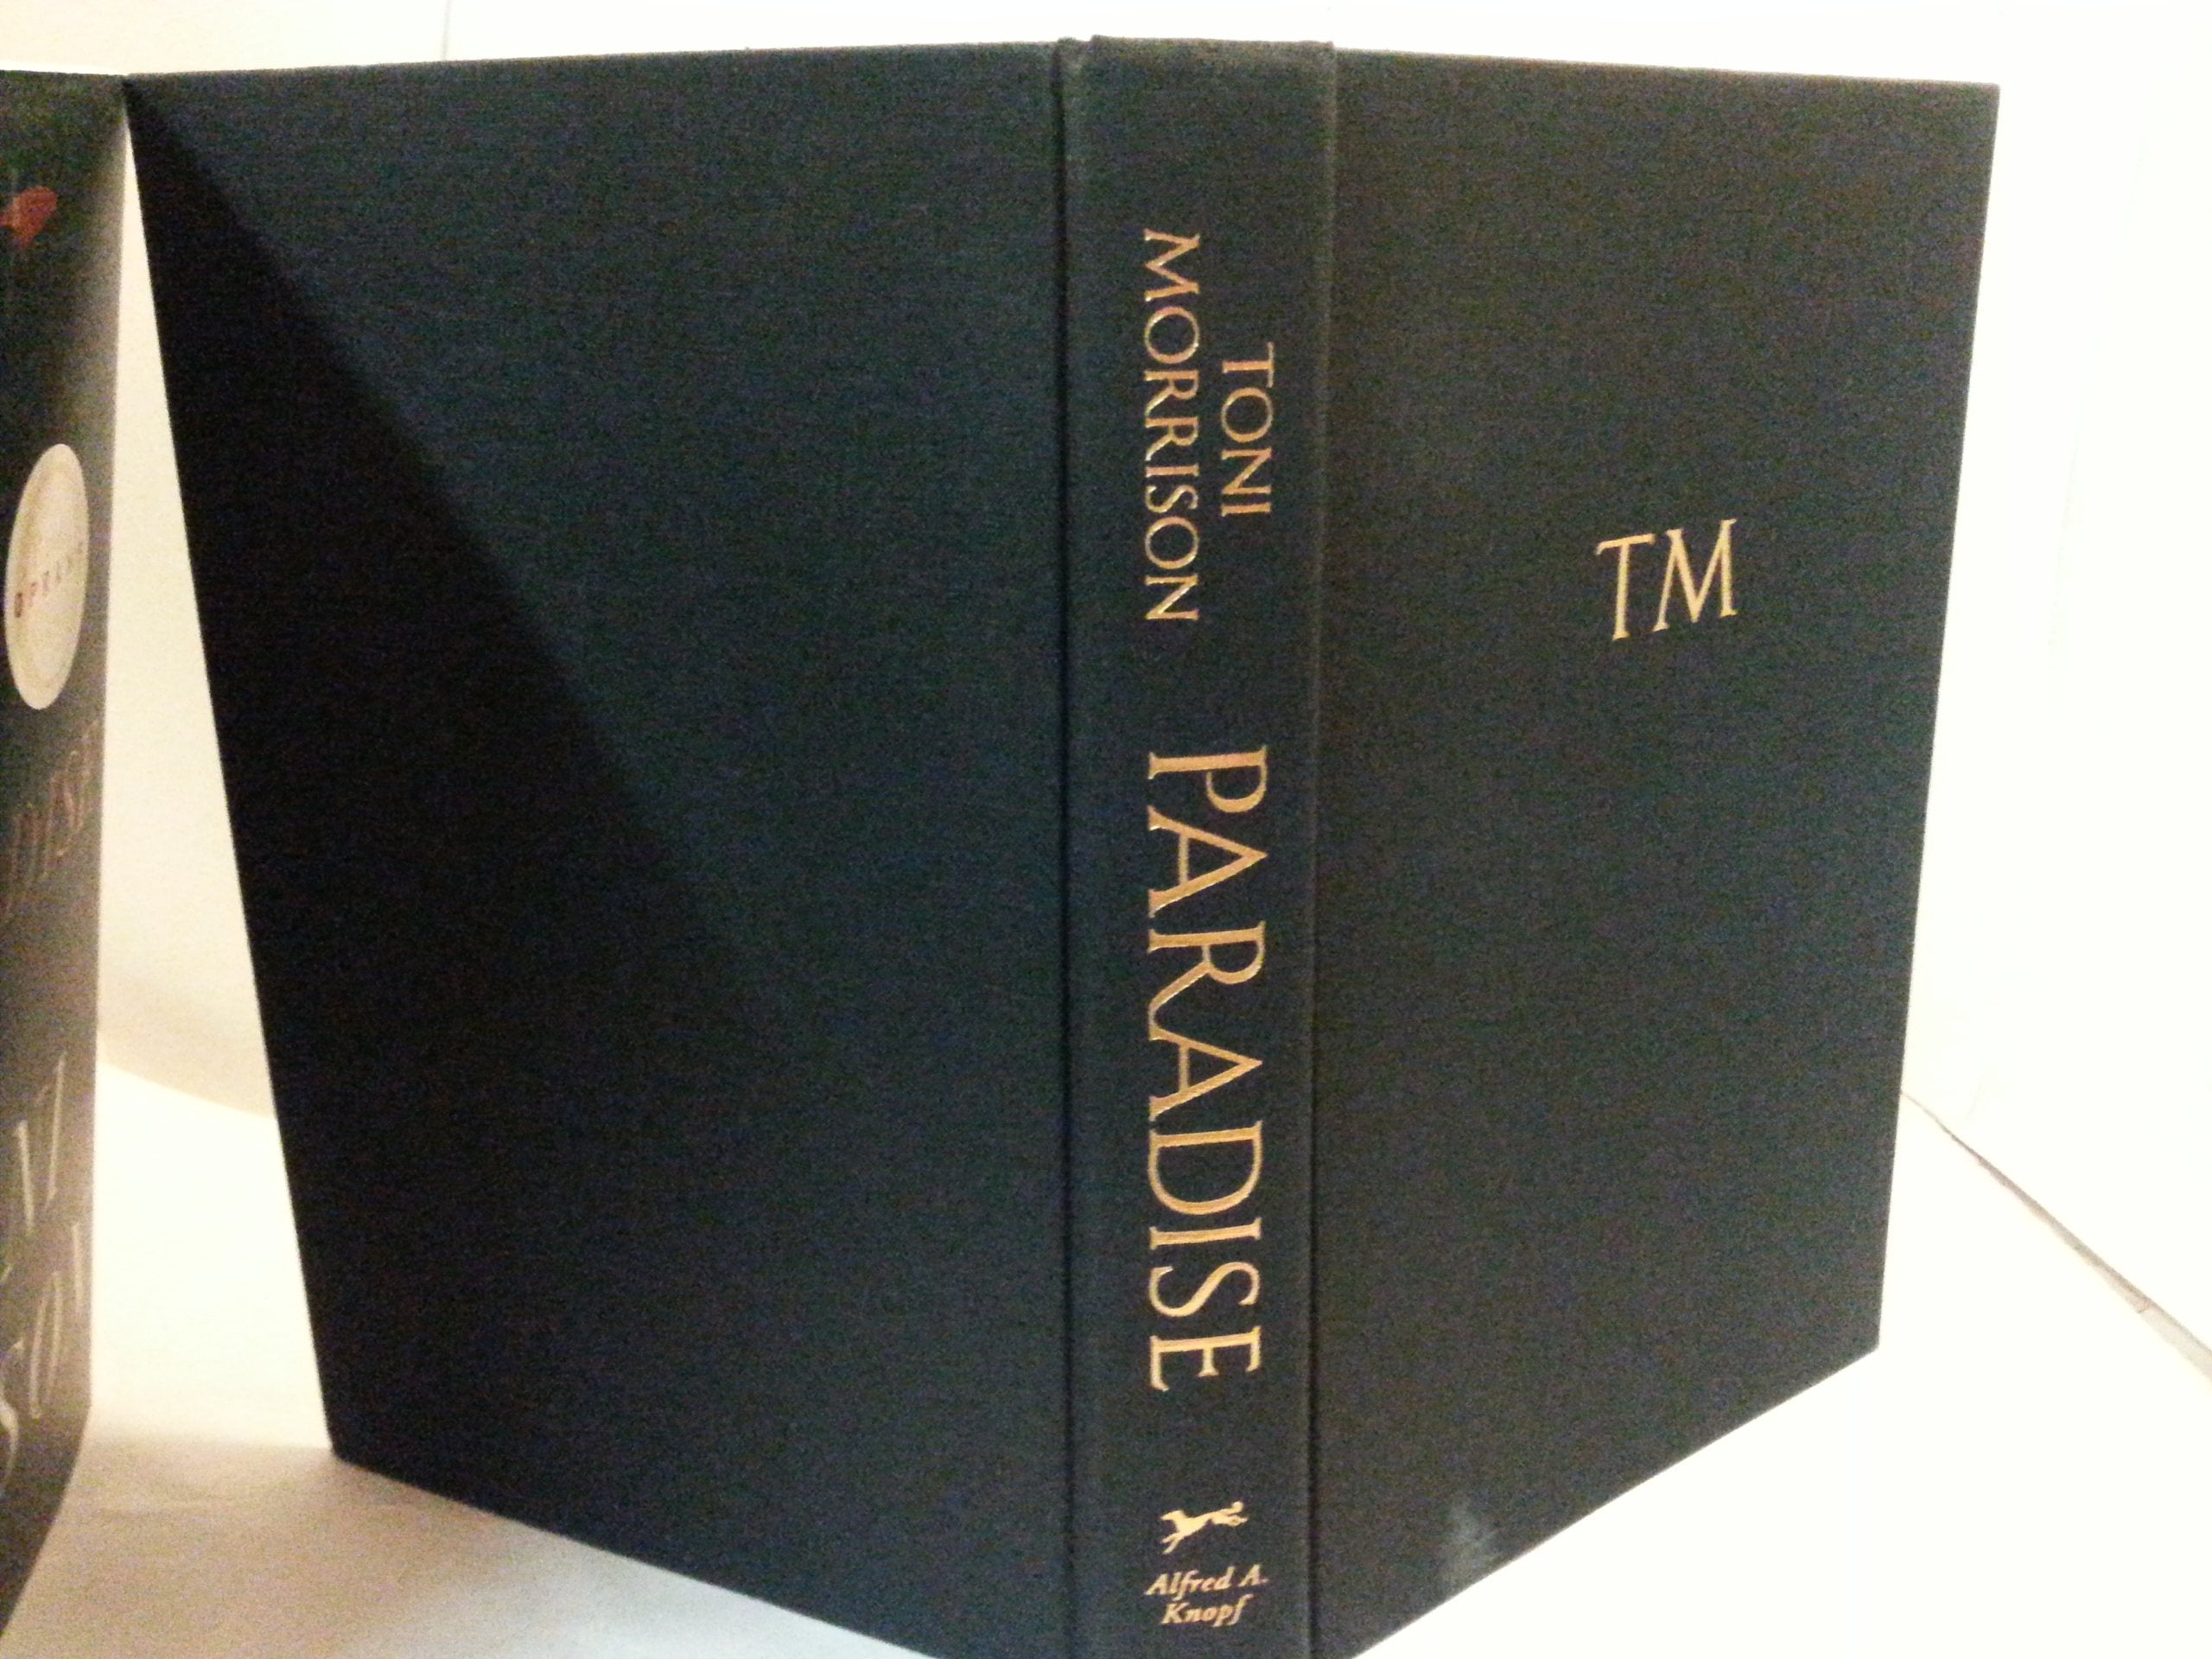 TONI
MORRISON
PARADISE
Alfred A.
Knopf
TM